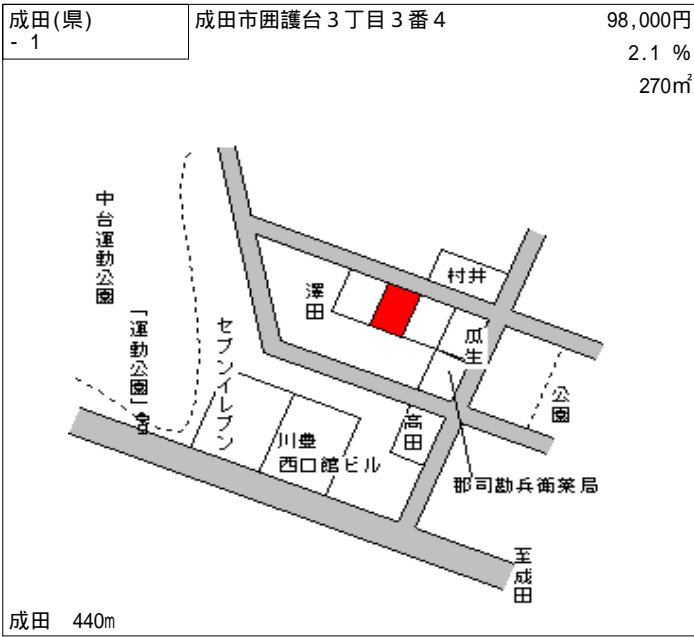 成田(県)
- 1
成田市囲護台3丁目3番4
98,000円
2.1 %
270㎡
中台運動公園
「運動公園」
セブンイレブン
澤田
村井
瓜生
公園
川豊
西口館ビル
高田
郡司勘兵衛薬局
至成田
成田 440m